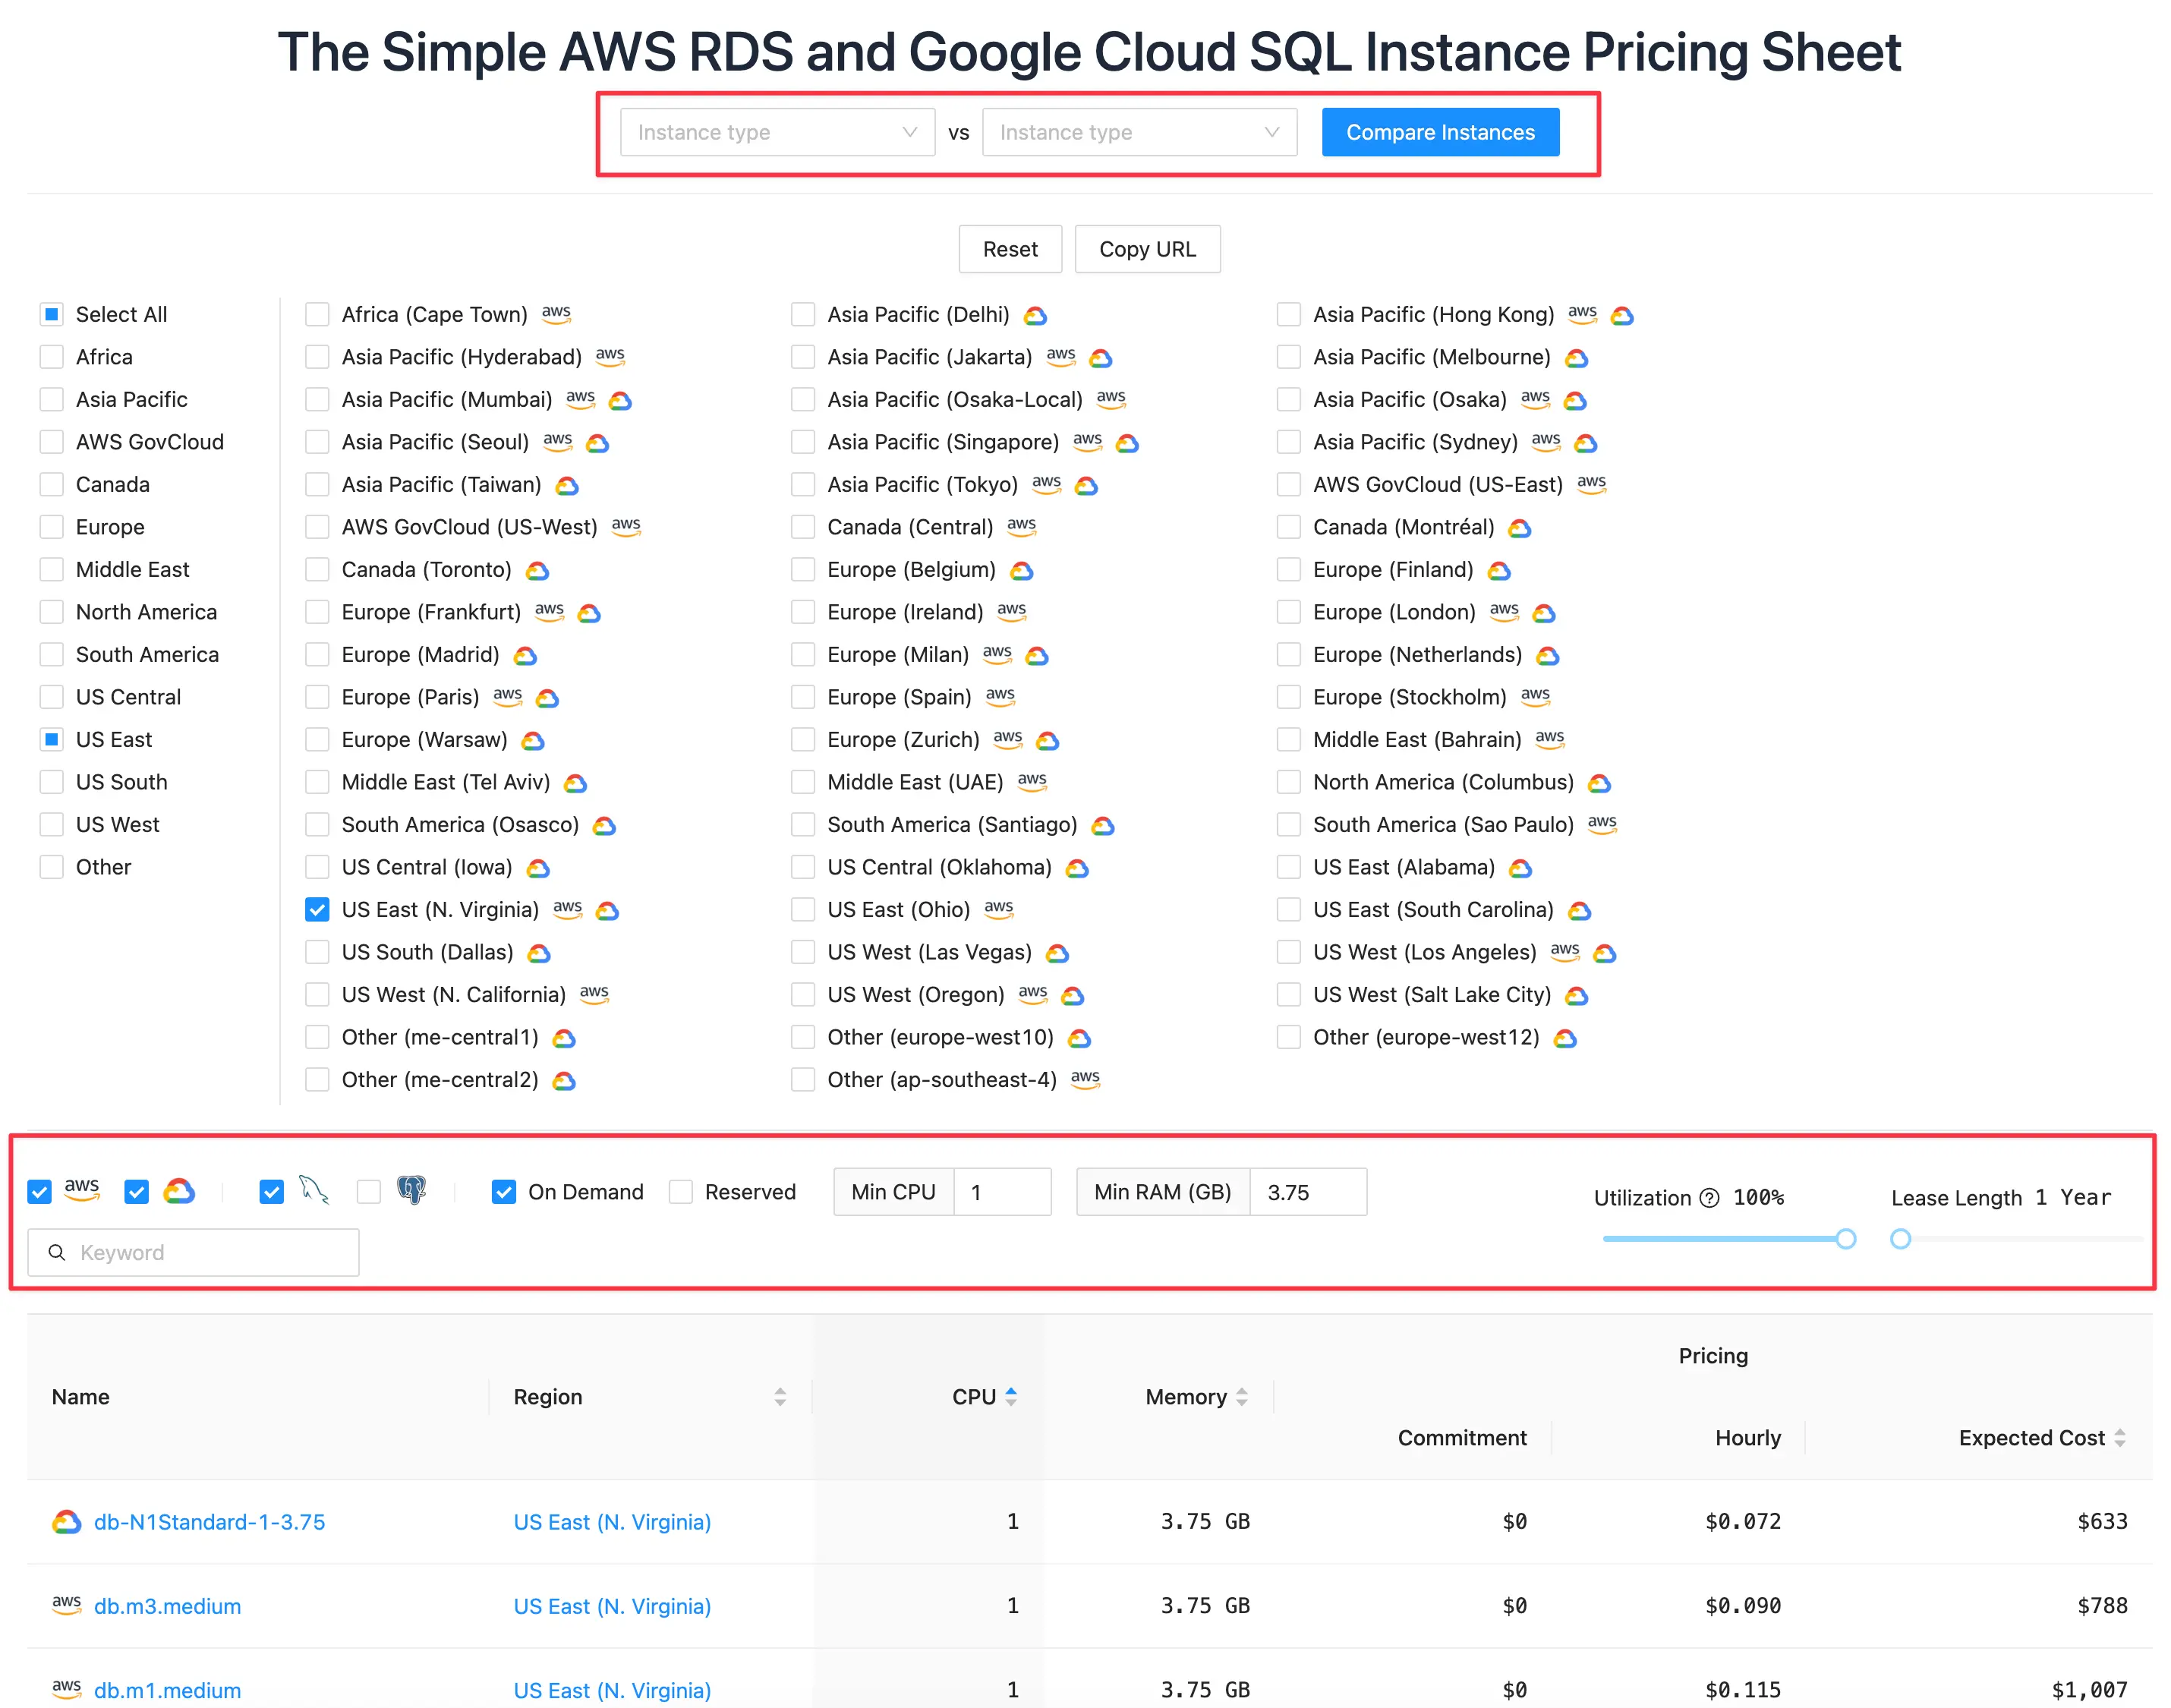 The Simple AWS RDS and Google Cloud SQL Instance Pricing Sheet
Instance type vs Instance type Compare Instances
Reset Copy URL
Select All Africa (Cape Town) aws Asia Pacific (Delhi) Asia Pacific (Hong Kong) aws
Africa Asia Pacific (Hyderabad) aws Asia Pacific (Jakarta) aws Asia Pacific (Melbourne)
Asia Pacific Asia Pacific (Mumbai) aws Asia Pacific (Osaka-Local) aws Asia Pacific (Osaka) aws
AWS GovCloud Asia Pacific (Seoul) aws Asia Pacific (Singapore) aws Asia Pacific (Sydney) aws
Canada Asia Pacific (Taiwan) Asia Pacific (Tokyo) aws AWS GovCloud (US-East) aws
Europe AWS GovCloud (US-West) aws Canada (Central) aws Canada (Montréal)
Middle East Canada (Toronto) Europe (Belgium) Europe (Finland)
North America Europe (Frankfurt) aws Europe (Ireland) aws Europe (London) aws
South America Europe (Madrid) Europe (Milan) aws Europe (Netherlands)
US Central Europe (Paris) aws Europe (Spain) aws Europe (Stockholm) aws
US East Europe (Warsaw) Europe (Zurich) aws Middle East (Bahrain) aws
US South Middle East (Tel Aviv) Middle East (UAE) aws North America (Columbus)
US West South America (Osasco) South America (Santiago) South America (Sao Paulo) aws
Other US Central (Iowa) US Central (Oklahoma) US East (Alabama)
US East (N. Virginia) aws US East (Ohio) aws US East (South Carolina)
US South (Dallas) US West (Las Vegas) US West (Los Angeles) aws
US West (N. California) aws US West (Oregon) aws US West (Salt Lake City)
Other (me-central1) Other (europe-west10) Other (europe-west12)
Other (me-central2) Other (ap-southeast-4) aws
aws On Demand Reserved Min CPU 1 Min RAM (GB) 3.75 Utilization ? 100% Lease Length 1 Year
Keyword
Pricing
Name Region CPU Memory
Commitment Hourly Expected Cost
db-N1Standard-1-3.75 US East (N. Virginia) 1 3.75 GB $0 $0.072 $633
aws db.m3.medium US East (N. Virginia) 1 3.75 GB $0 $0.090 $788
aws db.m1.medium US East (N. Virginia) 1 3.75 GB $0 $0.115 $1,007